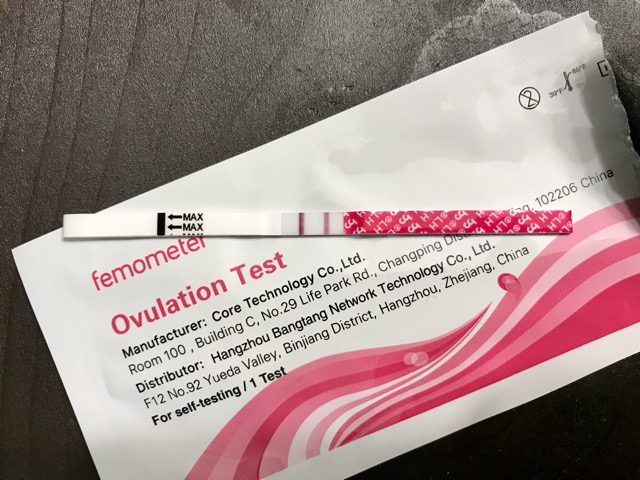 39°F 86°F
MAX
MAX
femometer
Ovulation Test
Manufacturer: Core Technology Co.,Ltd.
Room 100 , Building C, No.29 Life Park Rd., Changping 102206 China
Distributor: Hangzhou Bangtang Network Technology Co., Ltd.
F12 No.92 Yueda Valley, Binjiang District, Hangzhou, Zhejiang, China
For self-testing / 1 Test